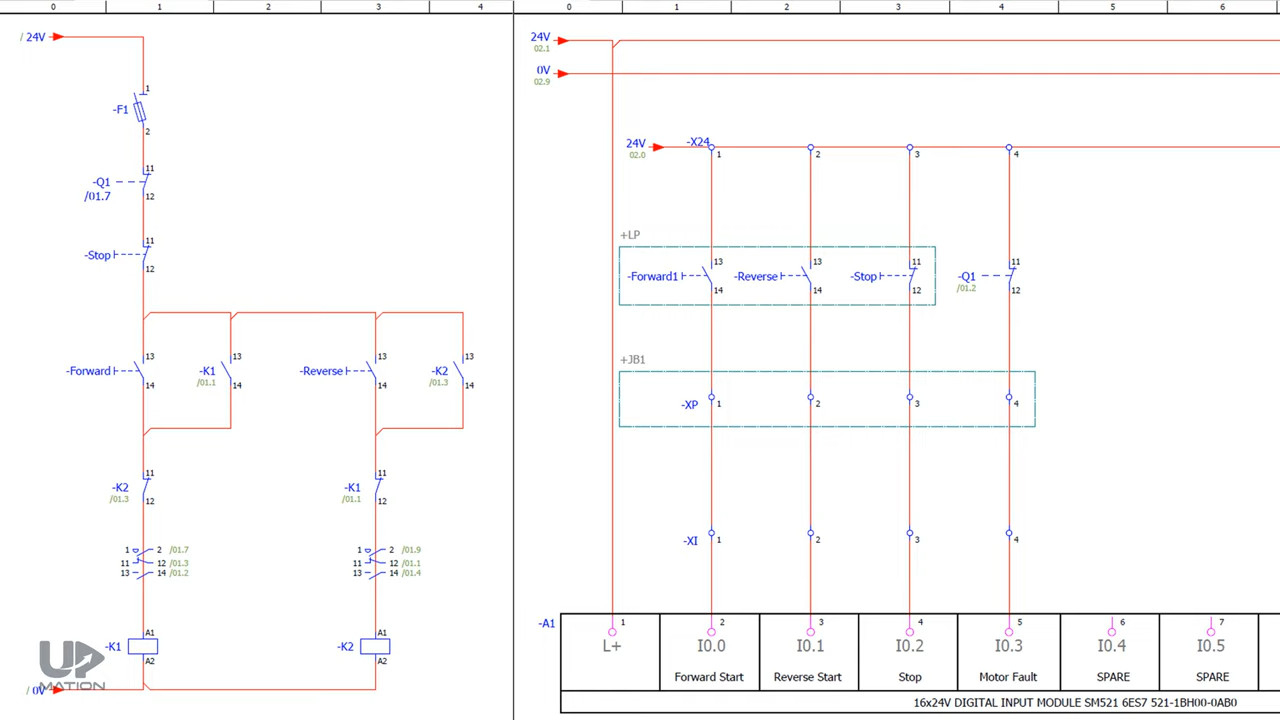 0 1 2 3 4
/ 24V
1
-F1
2
11
-Q1
/01.7
12
11
-Stop
12
13 13 13 13
-Forward -K1 -Reverse -K2
/01.1 /01.3
14 14 14 14
11 11
-K2 -K1
/01.3 /01.1
12 12
1 2 /01.7 1 2 /01.9
11 12 /01.3 11 12 /01.1
13 14 /01.2 13 14 /01.4
A1 A1
-K1 -K2
A2 A2
UP
MATION
/ 0V
0 1 2 3 4 5 6
24V
02.1
0V
02.9
24V -X24
02.0 1 2 3 4
+LP
13 13 11 11
-Forward1 -Reverse -Stop -Q1
/01.2
14 14 12 12
+JB1
-XP 1 2 3 4
-XI 1 2 3 4
-A1 1 2 3 4 5 6 7
L+ I0.0 I0.1 I0.2 I0.3 I0.4 I0.5
Forward Start Reverse Start Stop Motor Fault SPARE SPARE
16x24V DIGITAL INPUT MODULE SM521 6ES7 521-1BH00-0AB0